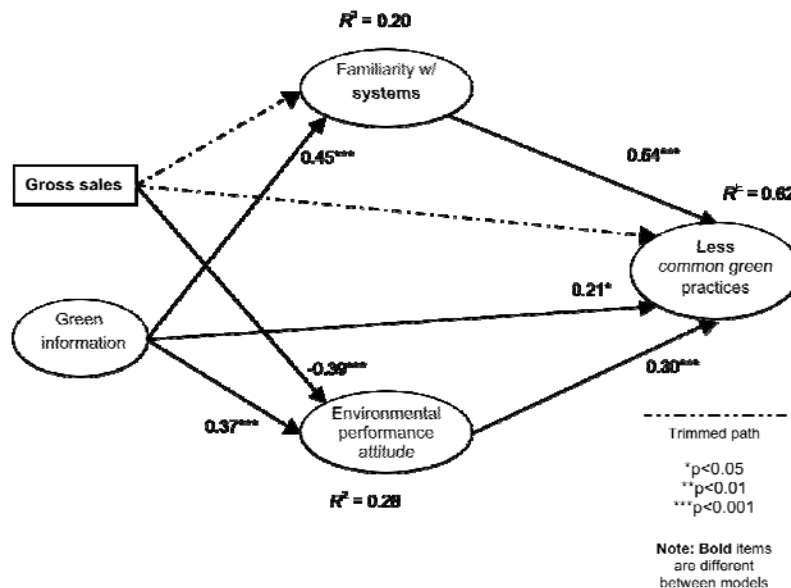 R² = 0.20
Familiarity w/
systems
0.45***
0.54***
Gross sales
R² = 0.62
Less
common green
practices
0.21*
Green
information
-0.39***
0.30***
0.37***
Environmental
performance
attitude
R² = 0.28
Trimmed path
*p<0.05
**p<0.01
***p<0.001
Note: Bold items
are different
between models